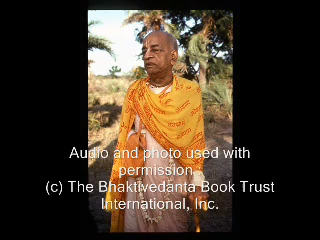 Audio and photo used with
permission
(c) The Bhaktivedanta Book Trust
International, Inc.